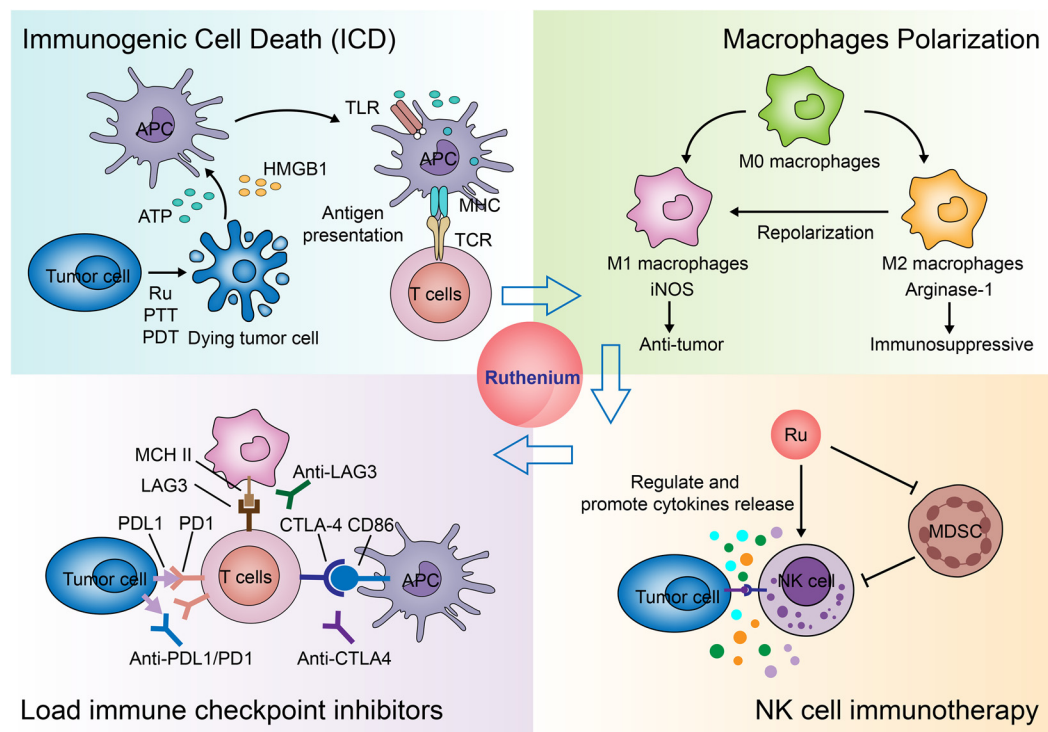 Immunogenic Cell Death (ICD)
APC
TLR
APC
HMGB1
ATP
MHC
Antigen
presentation
TCR
Tumor cell
Ru
PTT
PDT
Dying tumor cell
T cells
Macrophages Polarization
M0 macrophages
Repolarization
M1 macrophages
iNOS
Anti-tumor
M2 macrophages
Arginase-1
Immunosuppressive
Ruthenium
MCH II
LAG3
Anti-LAG3
PDL1
PD1
CTLA-4
CD86
Tumor cell
T cells
APC
Anti-PDL1/PD1
Anti-CTLA4
Load immune checkpoint inhibitors
Ru
Regulate and
promote cytokines release
MDSC
NK cell
Tumor cell
NK cell immunotherapy